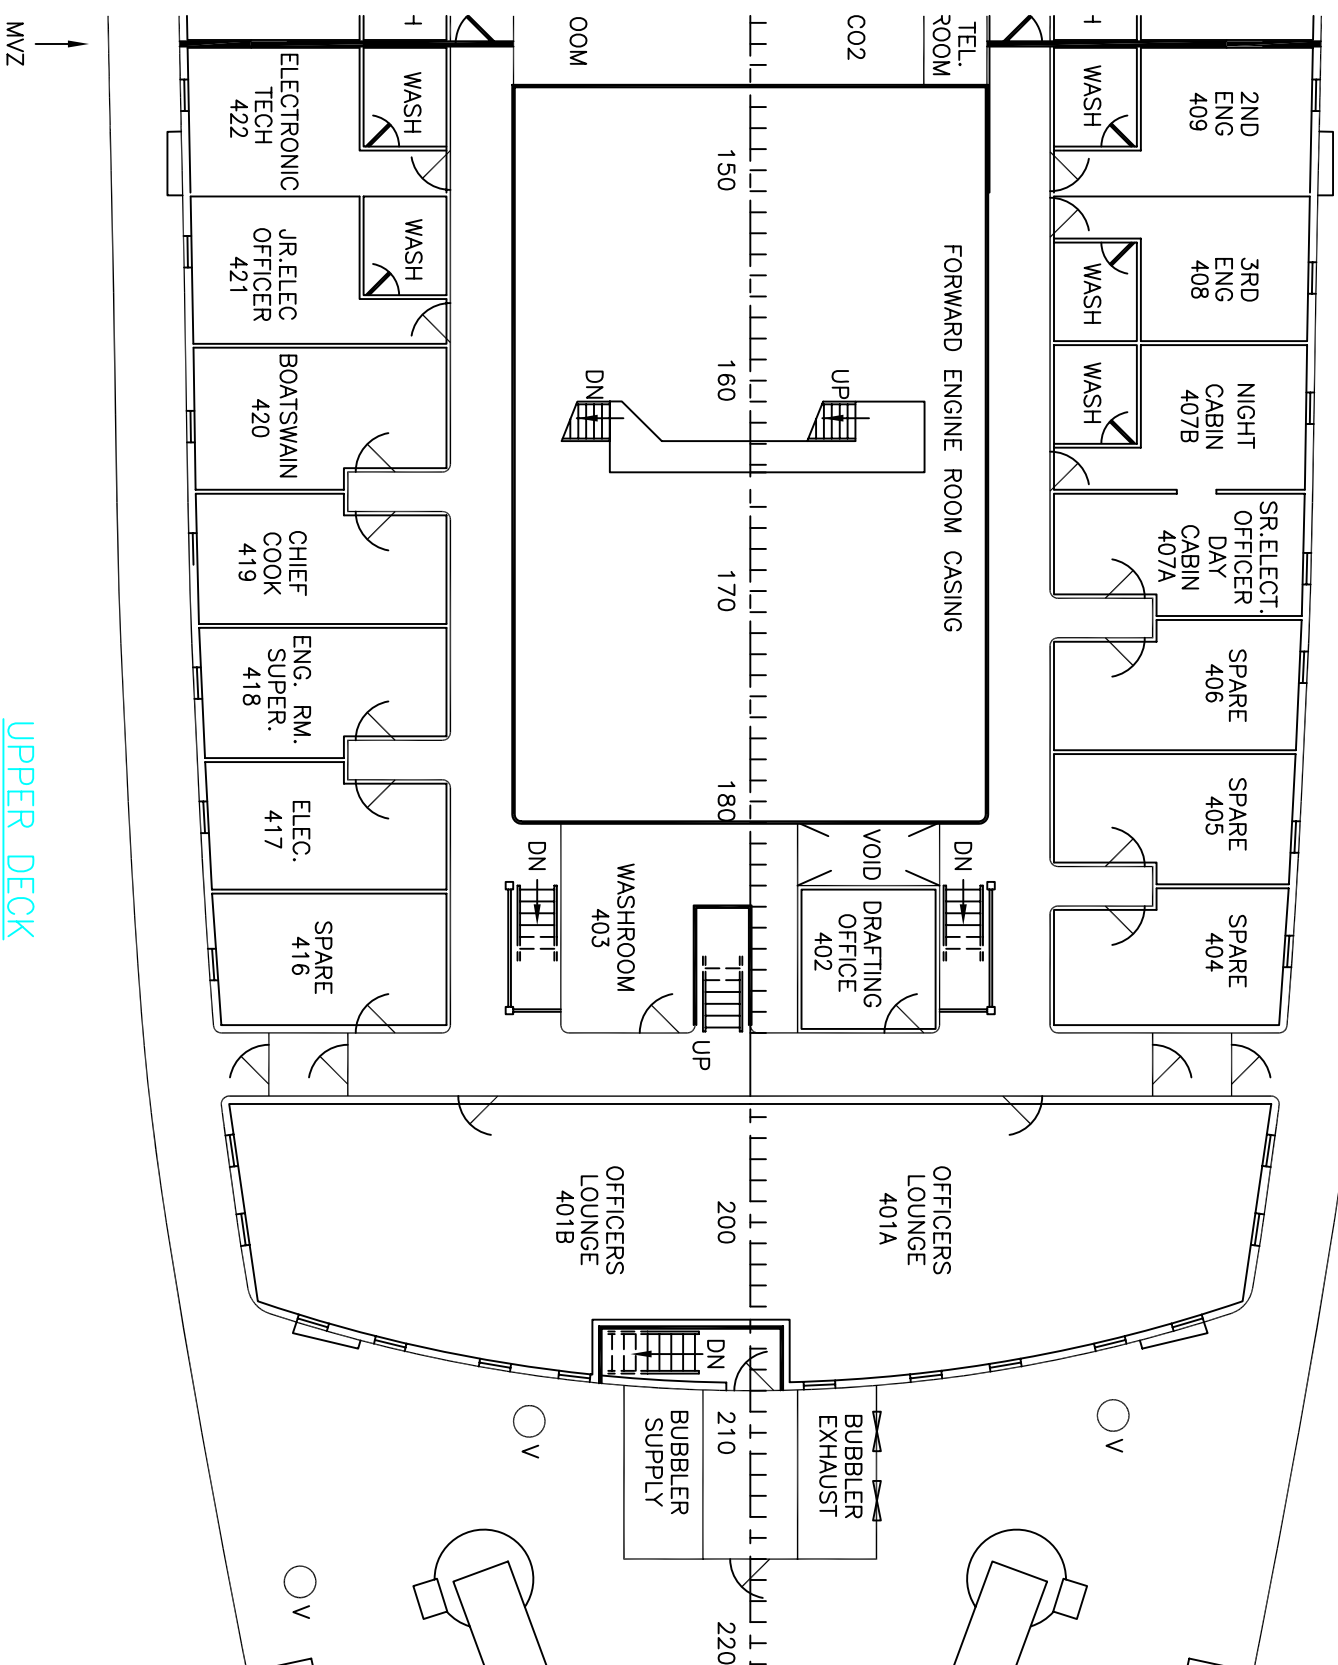 MVZ
H
OOM
CO2
TEL.
ROOM
H
ELECTRONIC
TECH
422
WASH
WASH
2ND
ENG
409
150
JR.ELEC
OFFICER
421
WASH
FORWARD ENGINE ROOM CASING
WASH
3RD
ENG
408
BOATSWAIN
420
DN
160
UP
WASH
NIGHT
CABIN
407B
CHIEF
COOK
419
170
SR.ELECT.
OFFICER
DAY
CABIN
407A
ENG. RM.
SUPER.
418
SPARE
406
UPPER DECK
ELEC.
417
180
SPARE
405
DN
VOID
DN
SPARE
416
WASHROOM
403
DRAFTING
OFFICE
402
SPARE
404
UP
OFFICERS
LOUNGE
401B
200
OFFICERS
LOUNGE
401A
DN
V
BUBBLER
SUPPLY
210
BUBBLER
EXHAUST
V
V
220